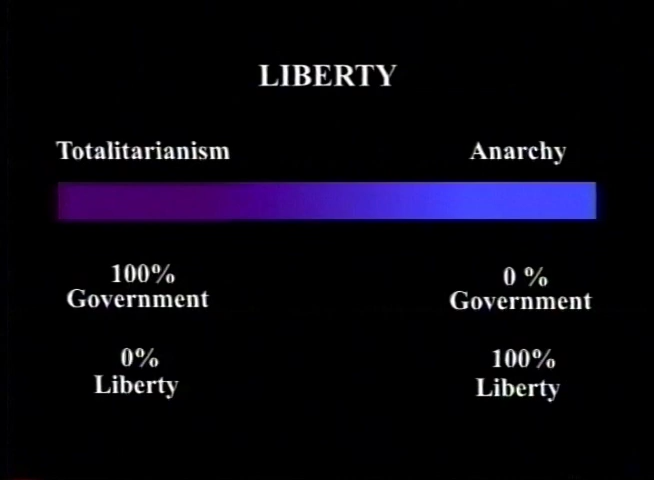 LIBERTY
Totalitarianism Anarchy
100% 0 %
Government Government
0% 100%
Liberty Liberty